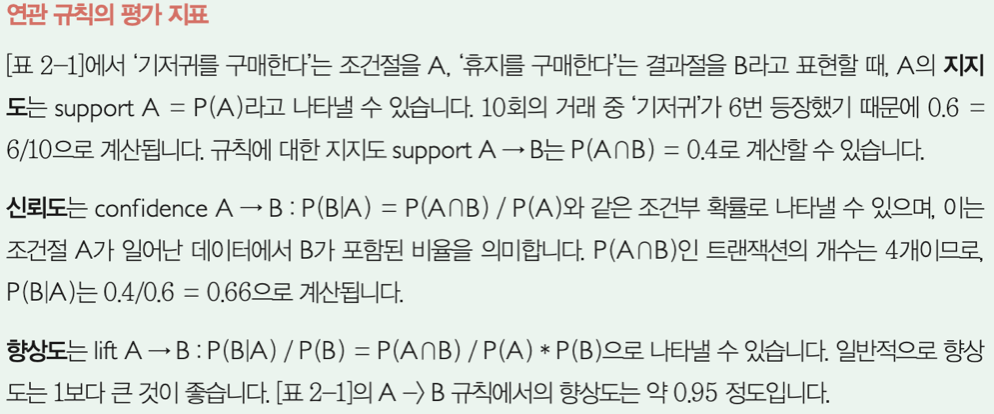 연관 규칙의 평가 지표
[표 2-1]에서 ‘기저귀를 구매한다’는 조건절을 A, ‘휴지를 구매한다’는 결과절을 B라고 표현할 때, A의 지지
도는 support A = P(A)라고 나타낼 수 있습니다. 10회의 거래 중 ‘기저귀’가 6번 등장했기 때문에 0.6 =
6/10으로 계산됩니다. 규칙에 대한 지지도 support A → B는 P(A∩B) = 0.4로 계산할 수 있습니다.
신뢰도는 confidence A → B : P(B|A) = P(A∩B) / P(A)와 같은 조건부 확률로 나타낼 수 있으며, 이는
조건절 A가 일어난 데이터에서 B가 포함된 비율을 의미합니다. P(A∩B)인 트랜잭션의 개수는 4개이므로,
P(B|A)는 0.4/0.6 = 0.66으로 계산됩니다.
향상도는 lift A → B : P(B|A) / P(B) = P(A∩B) / P(A) * P(B)으로 나타낼 수 있습니다. 일반적으로 향상
도는 1보다 큰 것이 좋습니다. [표 2-1]의 A -> B 규칙에서의 향상도는 약 0.95 정도입니다.